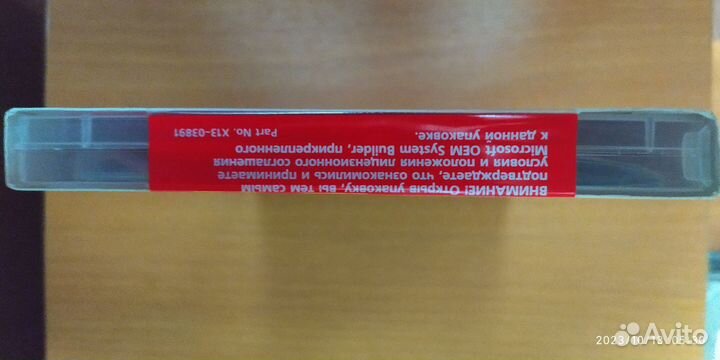 ВНИМАНИЕ! Открыв упаковку, вы тем самым
подтверждаете, что ознакомились и принимаете
условия и положения лицензионного соглашения
Microsoft OEM System Builder, прикрепленного
к данной упаковке.
Part No. X13-03891
Avito